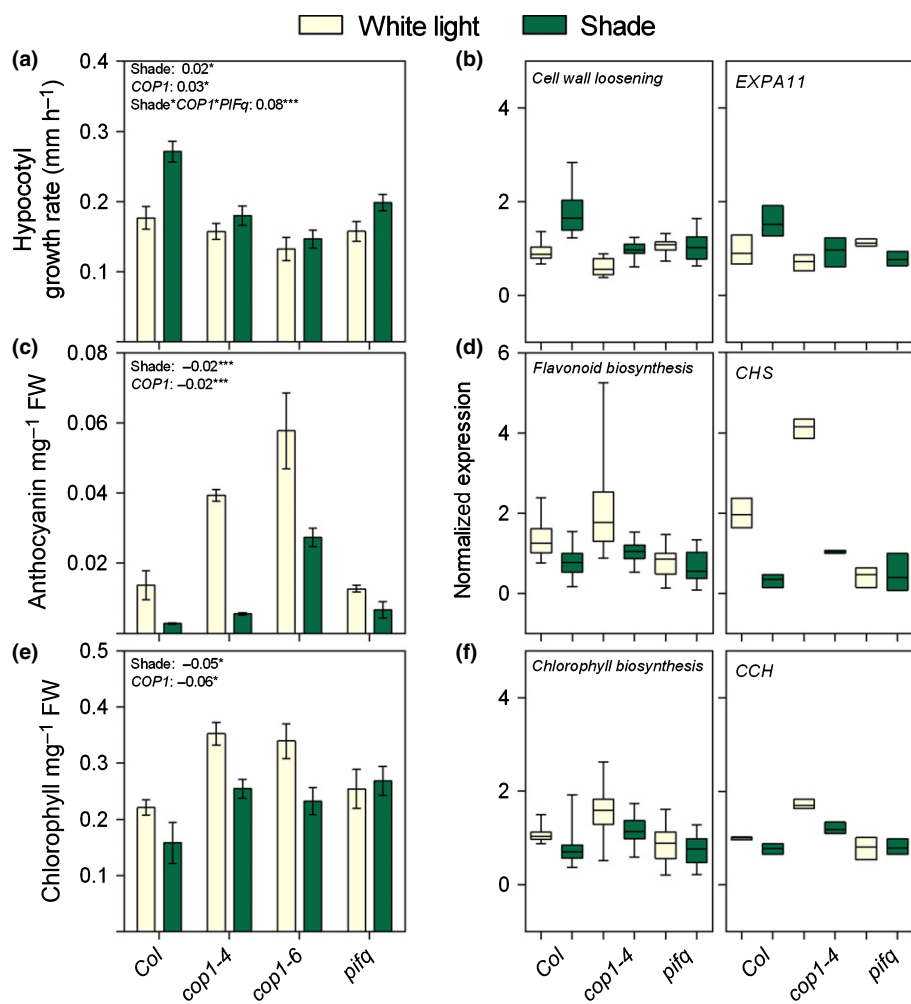 White light Shade
(a)
Hypocotyl
growth rate (mm h–1)
0.4
0.3
0.2
0.1
Shade: 0.02*
COP1: 0.03*
Shade*COP1*PIFq: 0.08***
(b)
Cell wall loosening
EXPA11
4
2
0
(c)
Anthocyanin mg–1 FW
0.08
0.06
0.04
0.02
Shade: –0.02***
COP1: –0.02***
(d)
Normalized expression
Flavonoid biosynthesis
CHS
6
4
2
0
(e)
Chlorophyll mg–1 FW
0.5
0.4
0.3
0.2
0.1
Shade: –0.05*
COP1: –0.06*
Col
cop1-4
cop1-6
pifq
(f)
Chlorophyll biosynthesis
CCH
4
2
0
Col
cop1-4
pifq
Col
cop1-4
pifq